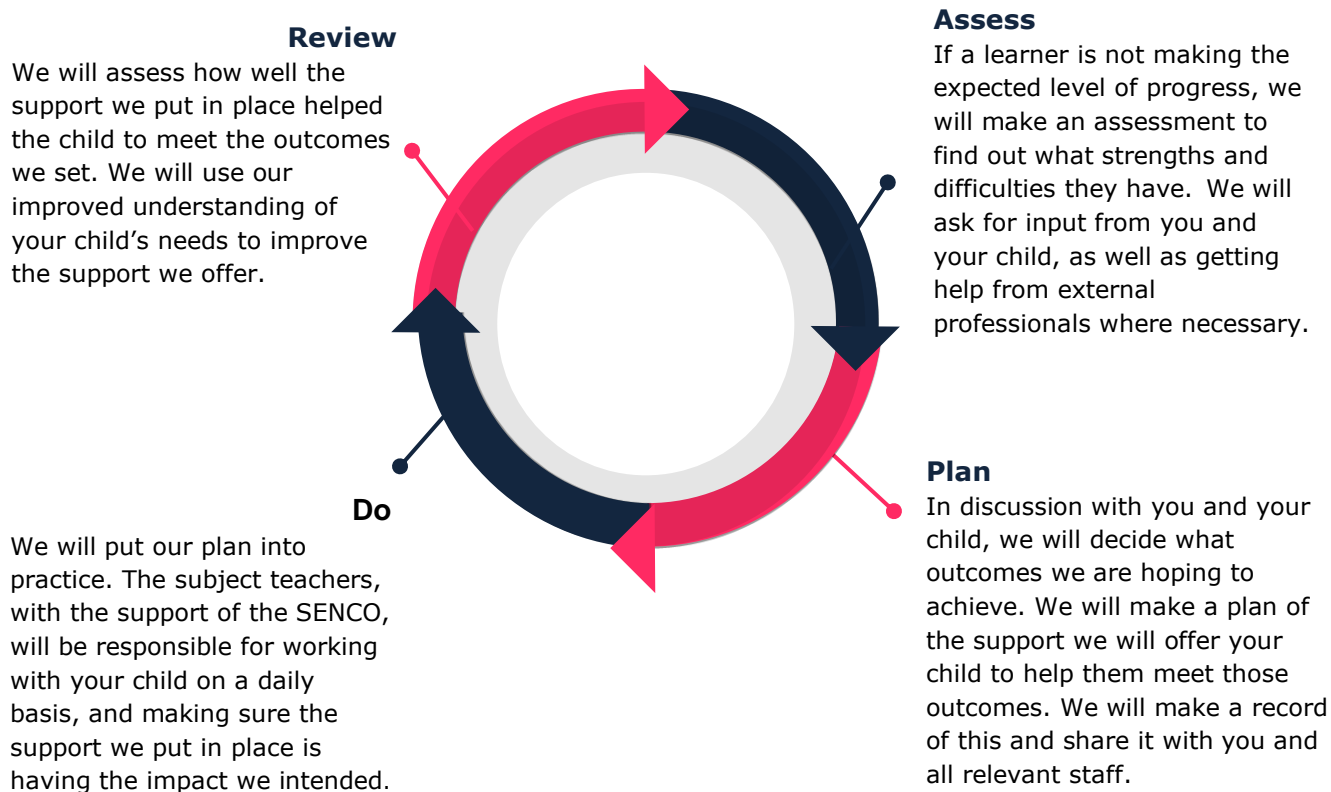 Review
We will assess how well the
support we put in place helped
the child to meet the outcomes
we set. We will use our
improved understanding of
your child’s needs to improve
the support we offer.
Assess
If a learner is not making the
expected level of progress, we
will make an assessment to
find out what strengths and
difficulties they have. We will
ask for input from you and
your child, as well as getting
help from external
professionals where necessary.
Do
We will put our plan into
practice. The subject teachers,
with the support of the SENCO,
will be responsible for working
with your child on a daily
basis, and making sure the
support we put in place is
having the impact we intended.
Plan
In discussion with you and your
child, we will decide what
outcomes we are hoping to
achieve. We will make a plan of
the support we will offer your
child to help them meet those
outcomes. We will make a record
of this and share it with you and
all relevant staff.